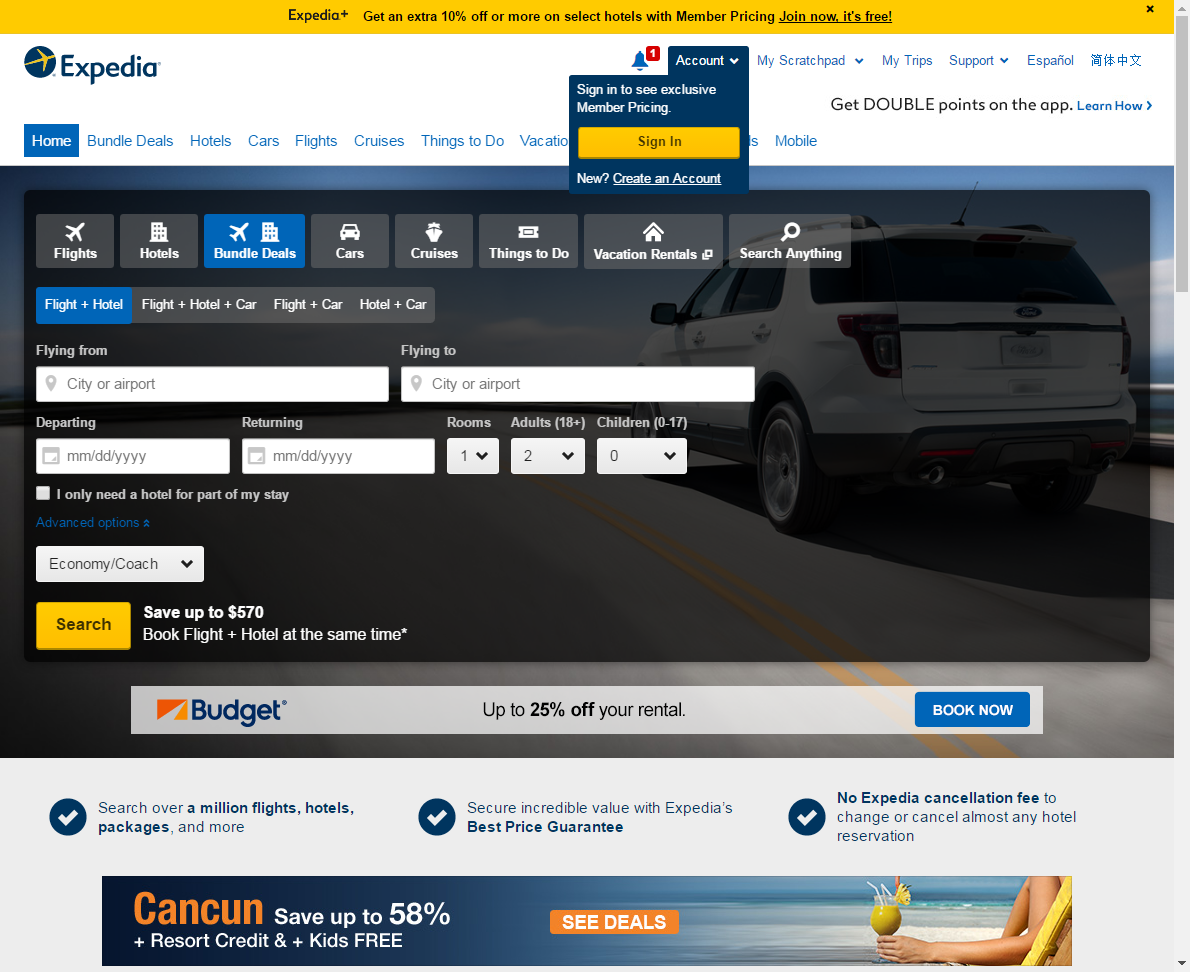 Expedia+ Get an extra 10% off or more on select hotels with Member Pricing Join now, it's free!
Expedia
1
Account
My Scratchpad
My Trips
Support
Español
简体中文
Sign in to see exclusive
Member Pricing.
Sign In
New? Create an Account
Get DOUBLE points on the app. Learn How
Home
Bundle Deals
Hotels
Cars
Flights
Cruises
Things to Do
Vacatio
ls
Mobile
Flights
Hotels
Bundle Deals
Cars
Cruises
Things to Do
Vacation Rentals
Search Anything
Flight + Hotel
Flight + Hotel + Car
Flight + Car
Hotel + Car
Flying from
Flying to
City or airport
City or airport
Departing
Returning
Rooms
Adults (18+)
Children (0-17)
mm/dd/yyyy
mm/dd/yyyy
1
2
0
I only need a hotel for part of my stay
Advanced options
Economy/Coach
Search
Save up to $570
Book Flight + Hotel at the same time*
Budget®
Up to 25% off your rental.
BOOK NOW
Search over a million flights, hotels,
packages, and more
Secure incredible value with Expedia’s
Best Price Guarantee
No Expedia cancellation fee to
change or cancel almost any hotel
reservation
Cancun Save up to 58%
+ Resort Credit & + Kids FREE
SEE DEALS